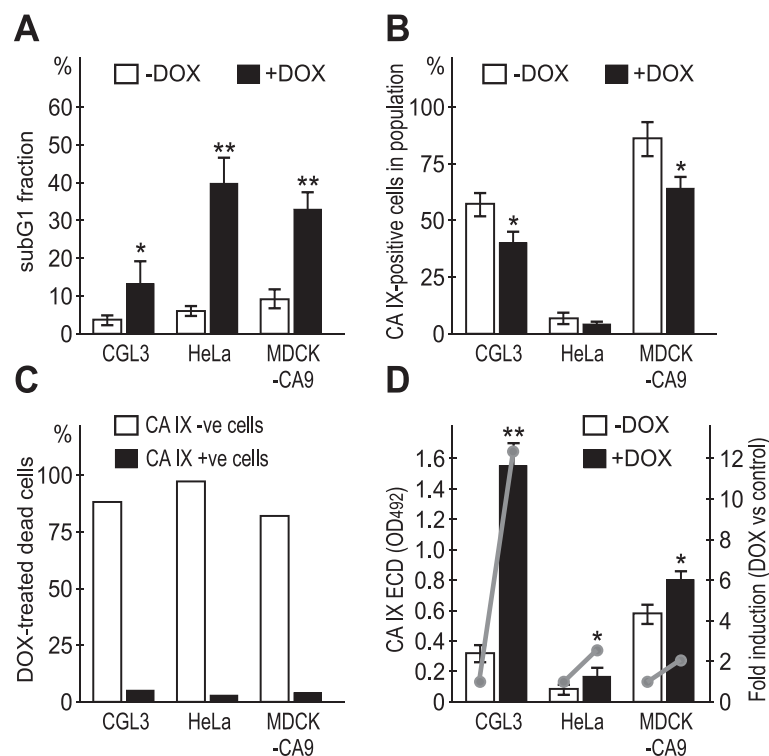 A
%
-DOX
+DOX
60
50
40
30
20
10
0
subG1 fraction
*
**
**
CGL3
HeLa
MDCK
-CA9
B
%
-DOX
+DOX
100
75
50
25
0
CA IX-positive cells in population
*
*
CGL3
HeLa
MDCK
-CA9
C
%
CA IX -ve cells
CA IX +ve cells
100
75
25
0
DOX-treated dead cells
CGL3
HeLa
MDCK
-CA9
D
-DOX
+DOX
1.6
1.4
1.2
1.0
0.8
0.6
0.4
0.2
0
CA IX ECD (OD492)
**
*
*
12
10
8
6
4
2
0
Fold induction (DOX vs control)
CGL3
HeLa
MDCK
-CA9